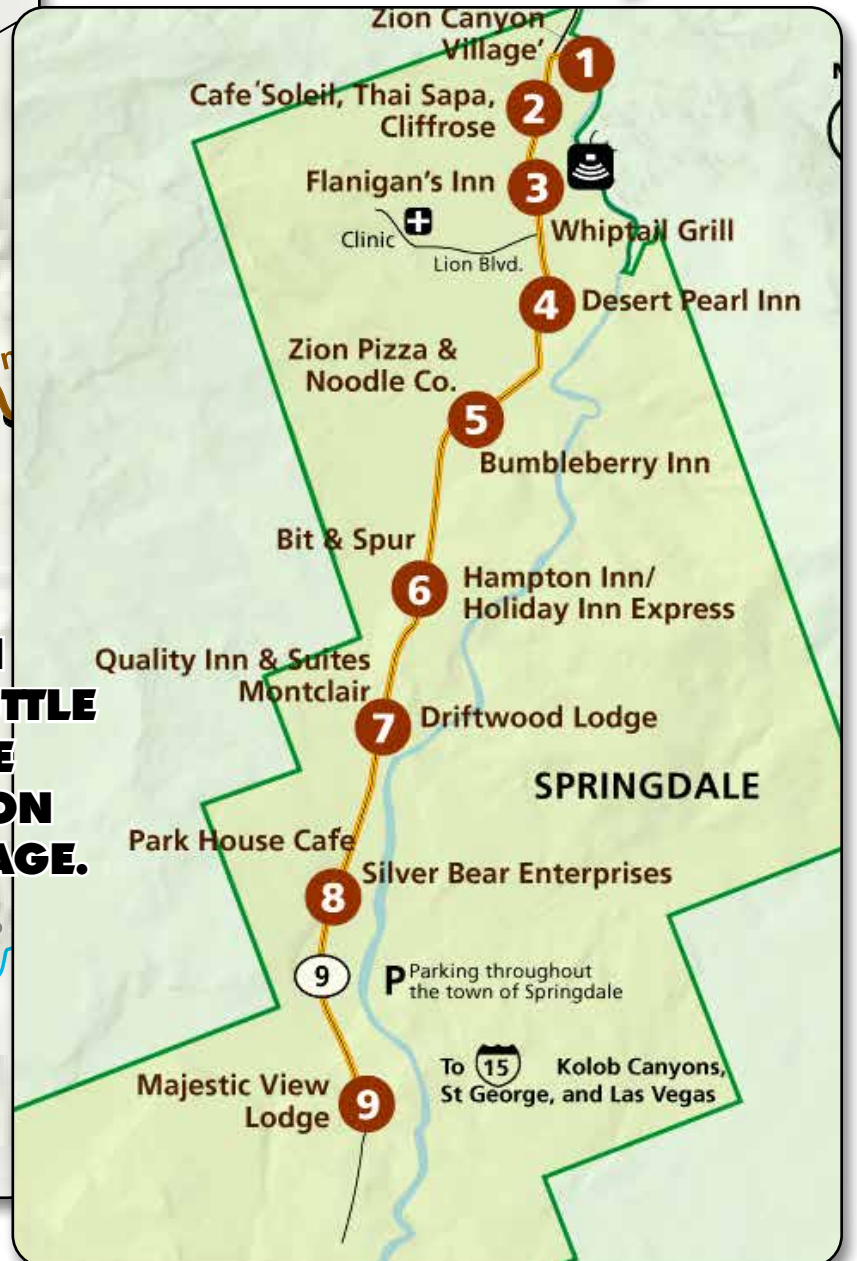 Zion Canyon
Village'
1
Cafe´Soleil, Thai Sapa,
Cliffrose
2
Flanigan's Inn
3
Clinic
Lion Blvd.
Whiptail Grill
4
Desert Pearl Inn
Zion Pizza &
Noodle Co.
5
Bumbleberry Inn
Bit & Spur
6
Hampton Inn/
Holiday Inn Express
Quality Inn & Suites
Montclair
7
Driftwood Lodge
SPRINGDALE
Park House Cafe
8
Silver Bear Enterprises
9
P Parking throughout
the town of Springdale
To 15 Kolob Canyons,
St George, and Las Vegas
Majestic View
Lodge
9
TTLE
E
ON
AGE.